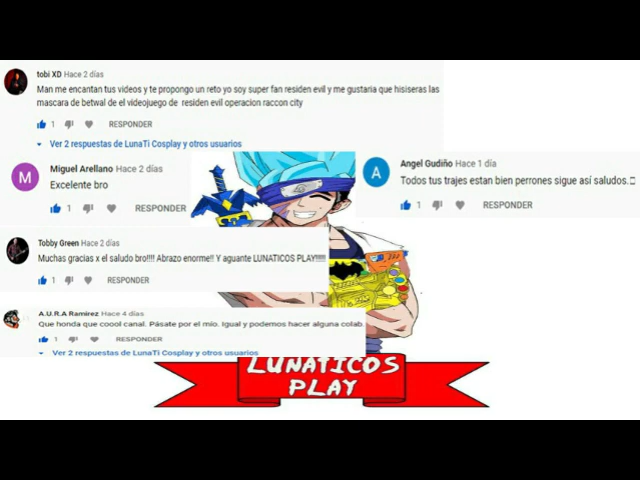 tobi XD Hace 2 días
Man me encantan tus videos y te propongo un reto yo soy super fan residen evil y me gustaria que hisiseras las
mascara de betwal de el videojuego de residen evil operacion raccon city
1 RESPONDER
Ver 2 respuestas de LunaTi Cosplay y otros usuarios
M
Miguel Arellano Hace 2 días
Excelente bro
1 RESPONDER
A
Angel Gudiño Hace 1 día
Todos tus trajes estan bien perrones sigue así saludos.
1 RESPONDER
Tobby Green Hace 2 días
Muchas gracias x el saludo bro!!!! Abrazo enorme!! Y aguante LUNATICOS PLAY!!!!!!
1 RESPONDER
A.U.R.A Ramirez Hace 4 días
Que honda que coool canal. Pásate por el mío. Igual y podemos hacer alguna colab.
1 RESPONDER
Ver 2 respuestas de LunaTi Cosplay y otros usuarios
LUNATICOS
PLAY